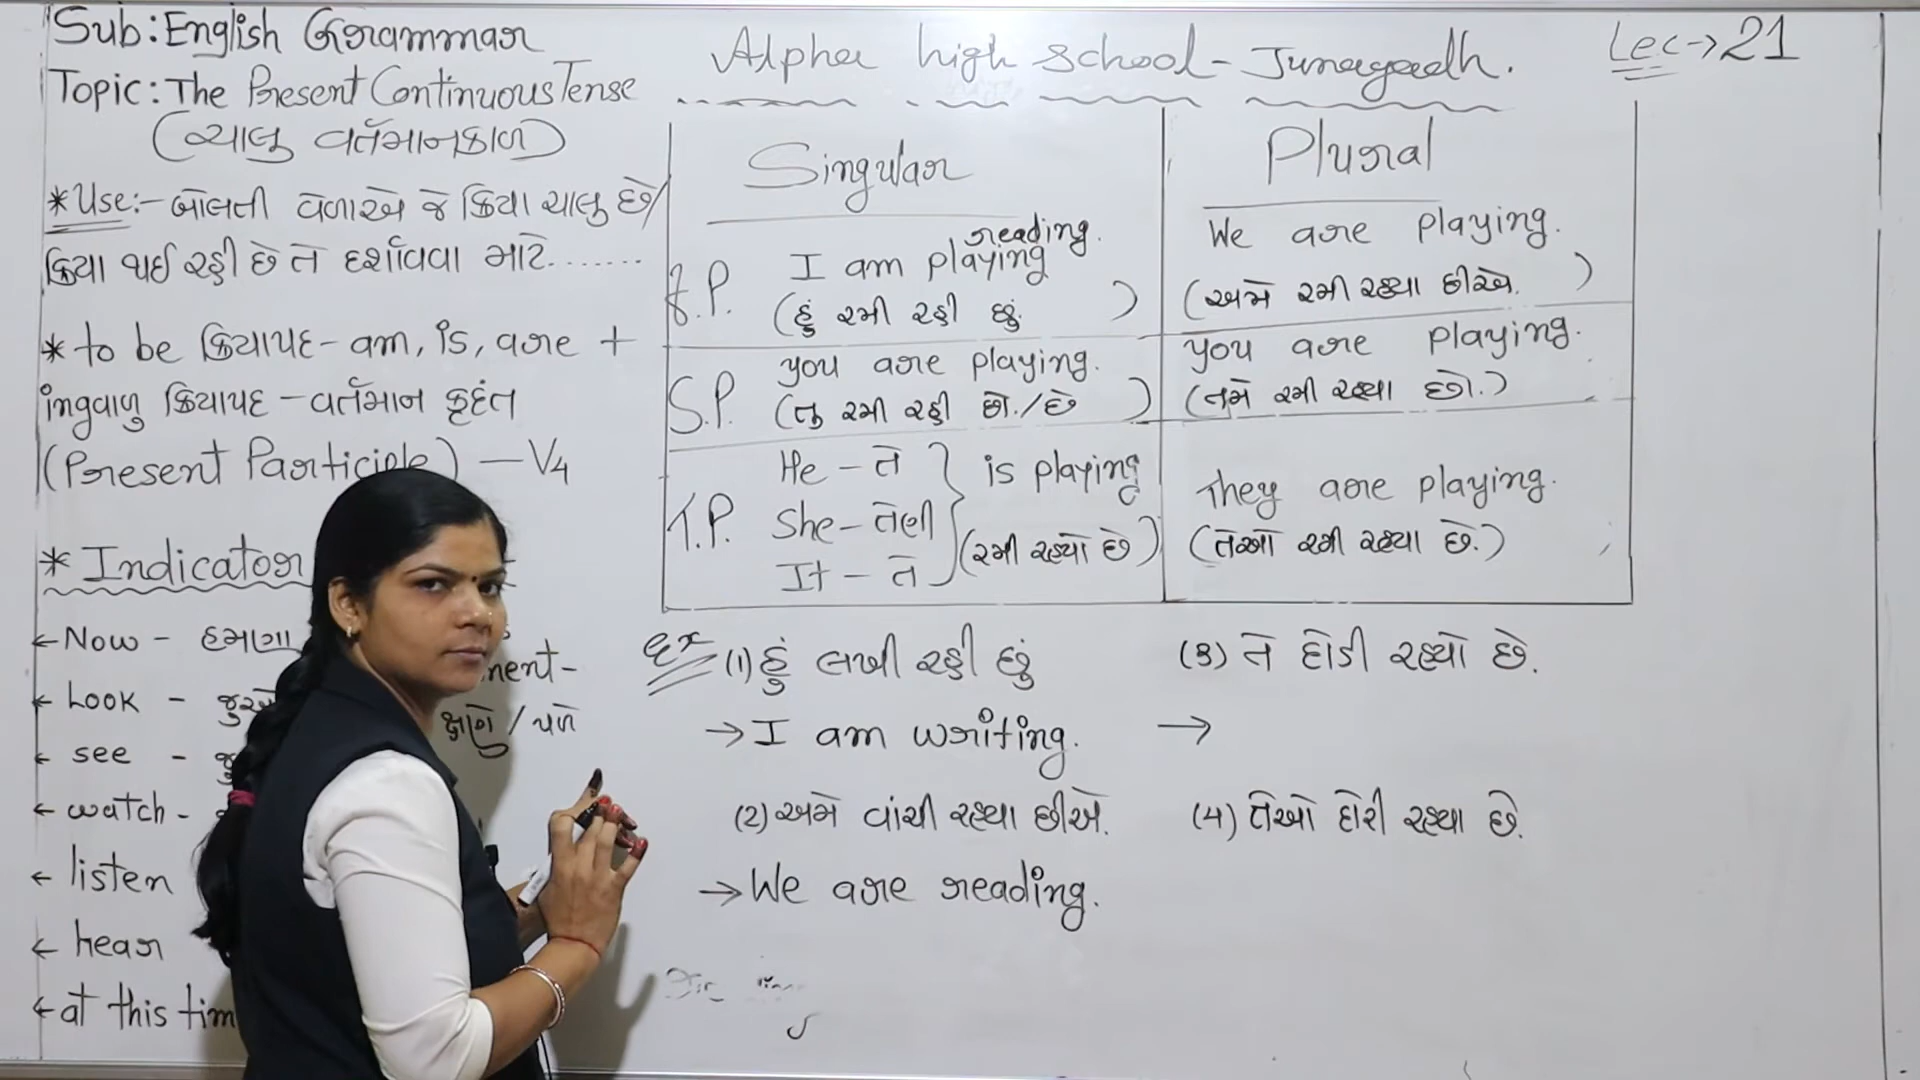 Sub: English Grammar
Topic: The Present Continuous Tense
(ચાલુ વર્તમાનકાળ)
*Use:- બોલતી વેળાએ જે ક્રિયા ચાલુ છે/
ક્રિયા થઈ રહી છે તે દર્શાવવા માટે.......
* to be ક્રિયાપદ - am, is, are +
ingવાળુ ક્રિયાપદ - વર્તમાન કૃદંત
(Present Participle) - V4
* Indicator
← Now - હમણા
← Look -
← see -
← watch -
← listen
← hear
← at this tim
ક્ષણે / પળે
Alpha high school - Junagadh.
Lec → 21
Singular
Plural
F.P. I am playing reading.
(હું રમી રહી છું )
We are playing.
(અમે રમી રહ્યા છીએ. )
S.P. you are playing.
(તુ રમી રહી છો./છે )
you are playing.
(તમે રમી રહ્યા છો.)
T.P. He - તે
She - તેણી
It - તે
is playing
(રમી રહ્યો છે)
They are playing.
(તેઓ રમી રહ્યા છે.)
Ex (1) હું લખી રહી છું
→ I am writing.
(2) અમે વાંચી રહ્યા છીએ.
→ We are reading.
(3) તે દોડી રહ્યો છે.
→
(4) તેઓ દોરી રહ્યા છે.